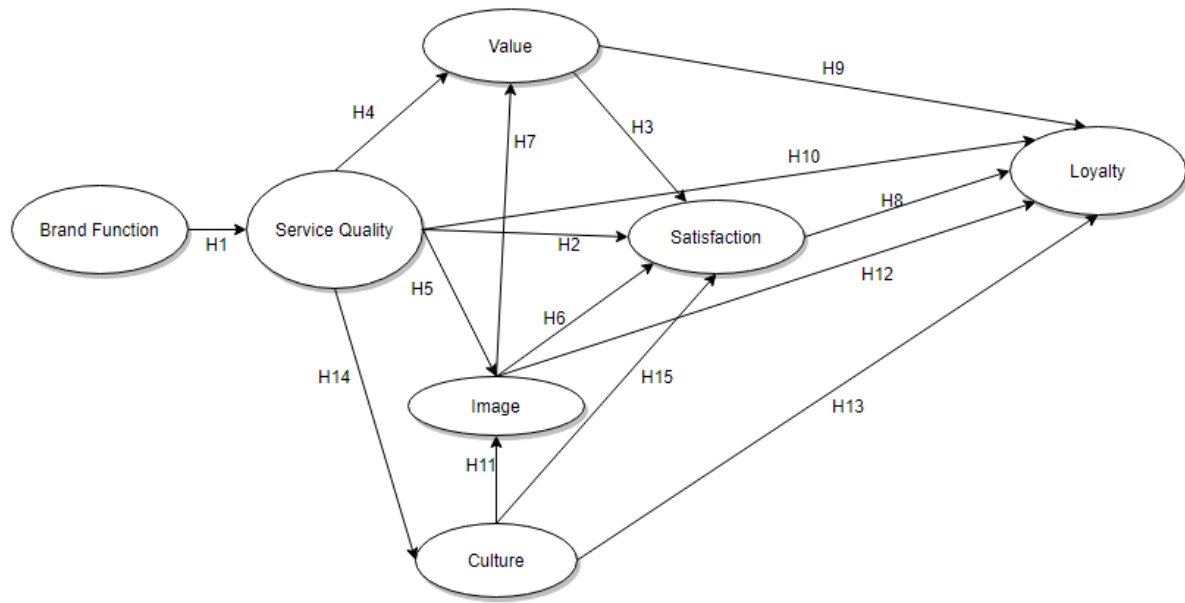 Value
H9
H4
H3
H7
H10
Loyalty
H8
Brand Function
Service Quality
Satisfaction
H1
H2
H5
H12
H6
H14
H15
Image
H13
H11
Culture